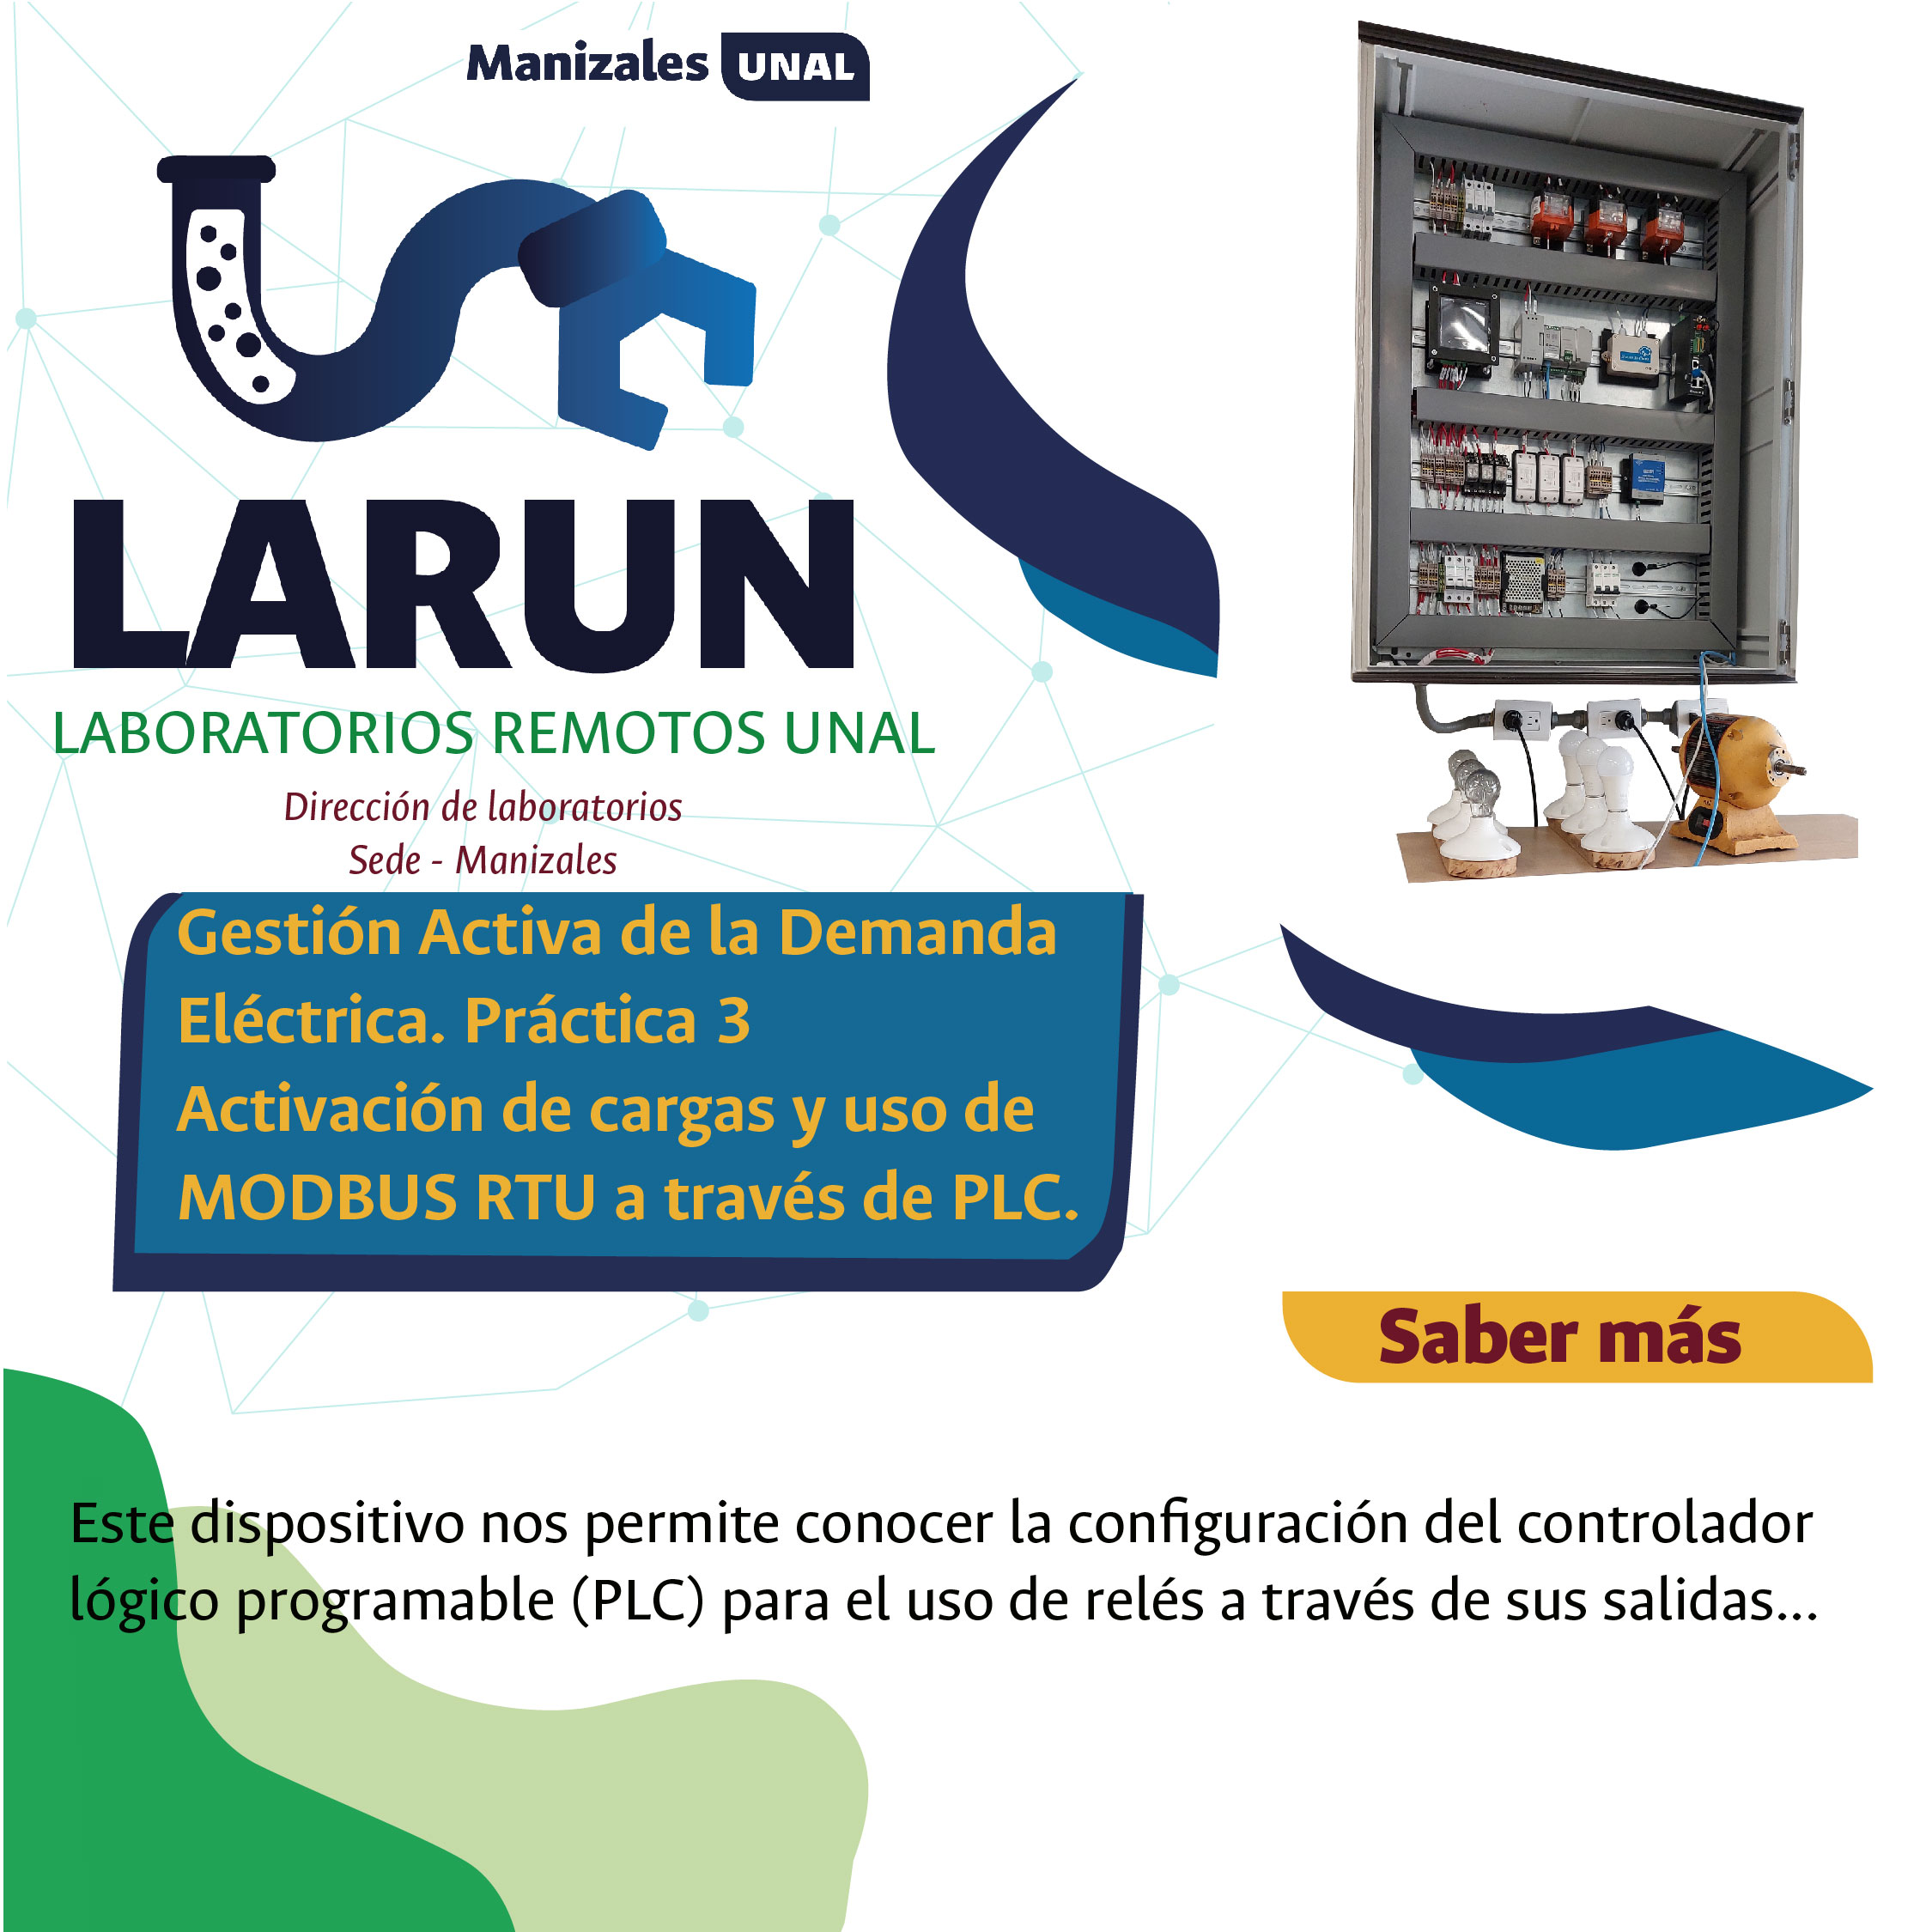 Manizales UNAL
LARUN
LABORATORIOS REMOTOS UNAL
Dirección de laboratorios
Sede - Manizales
Gestión Activa de la Demanda
Eléctrica. Práctica 3
Activación de cargas y uso de
MODBUS RTU a través de PLC.
Saber más
Este dispositivo nos permite conocer la configuración del controlador
lógico programable (PLC) para el uso de relés a través de sus salidas...